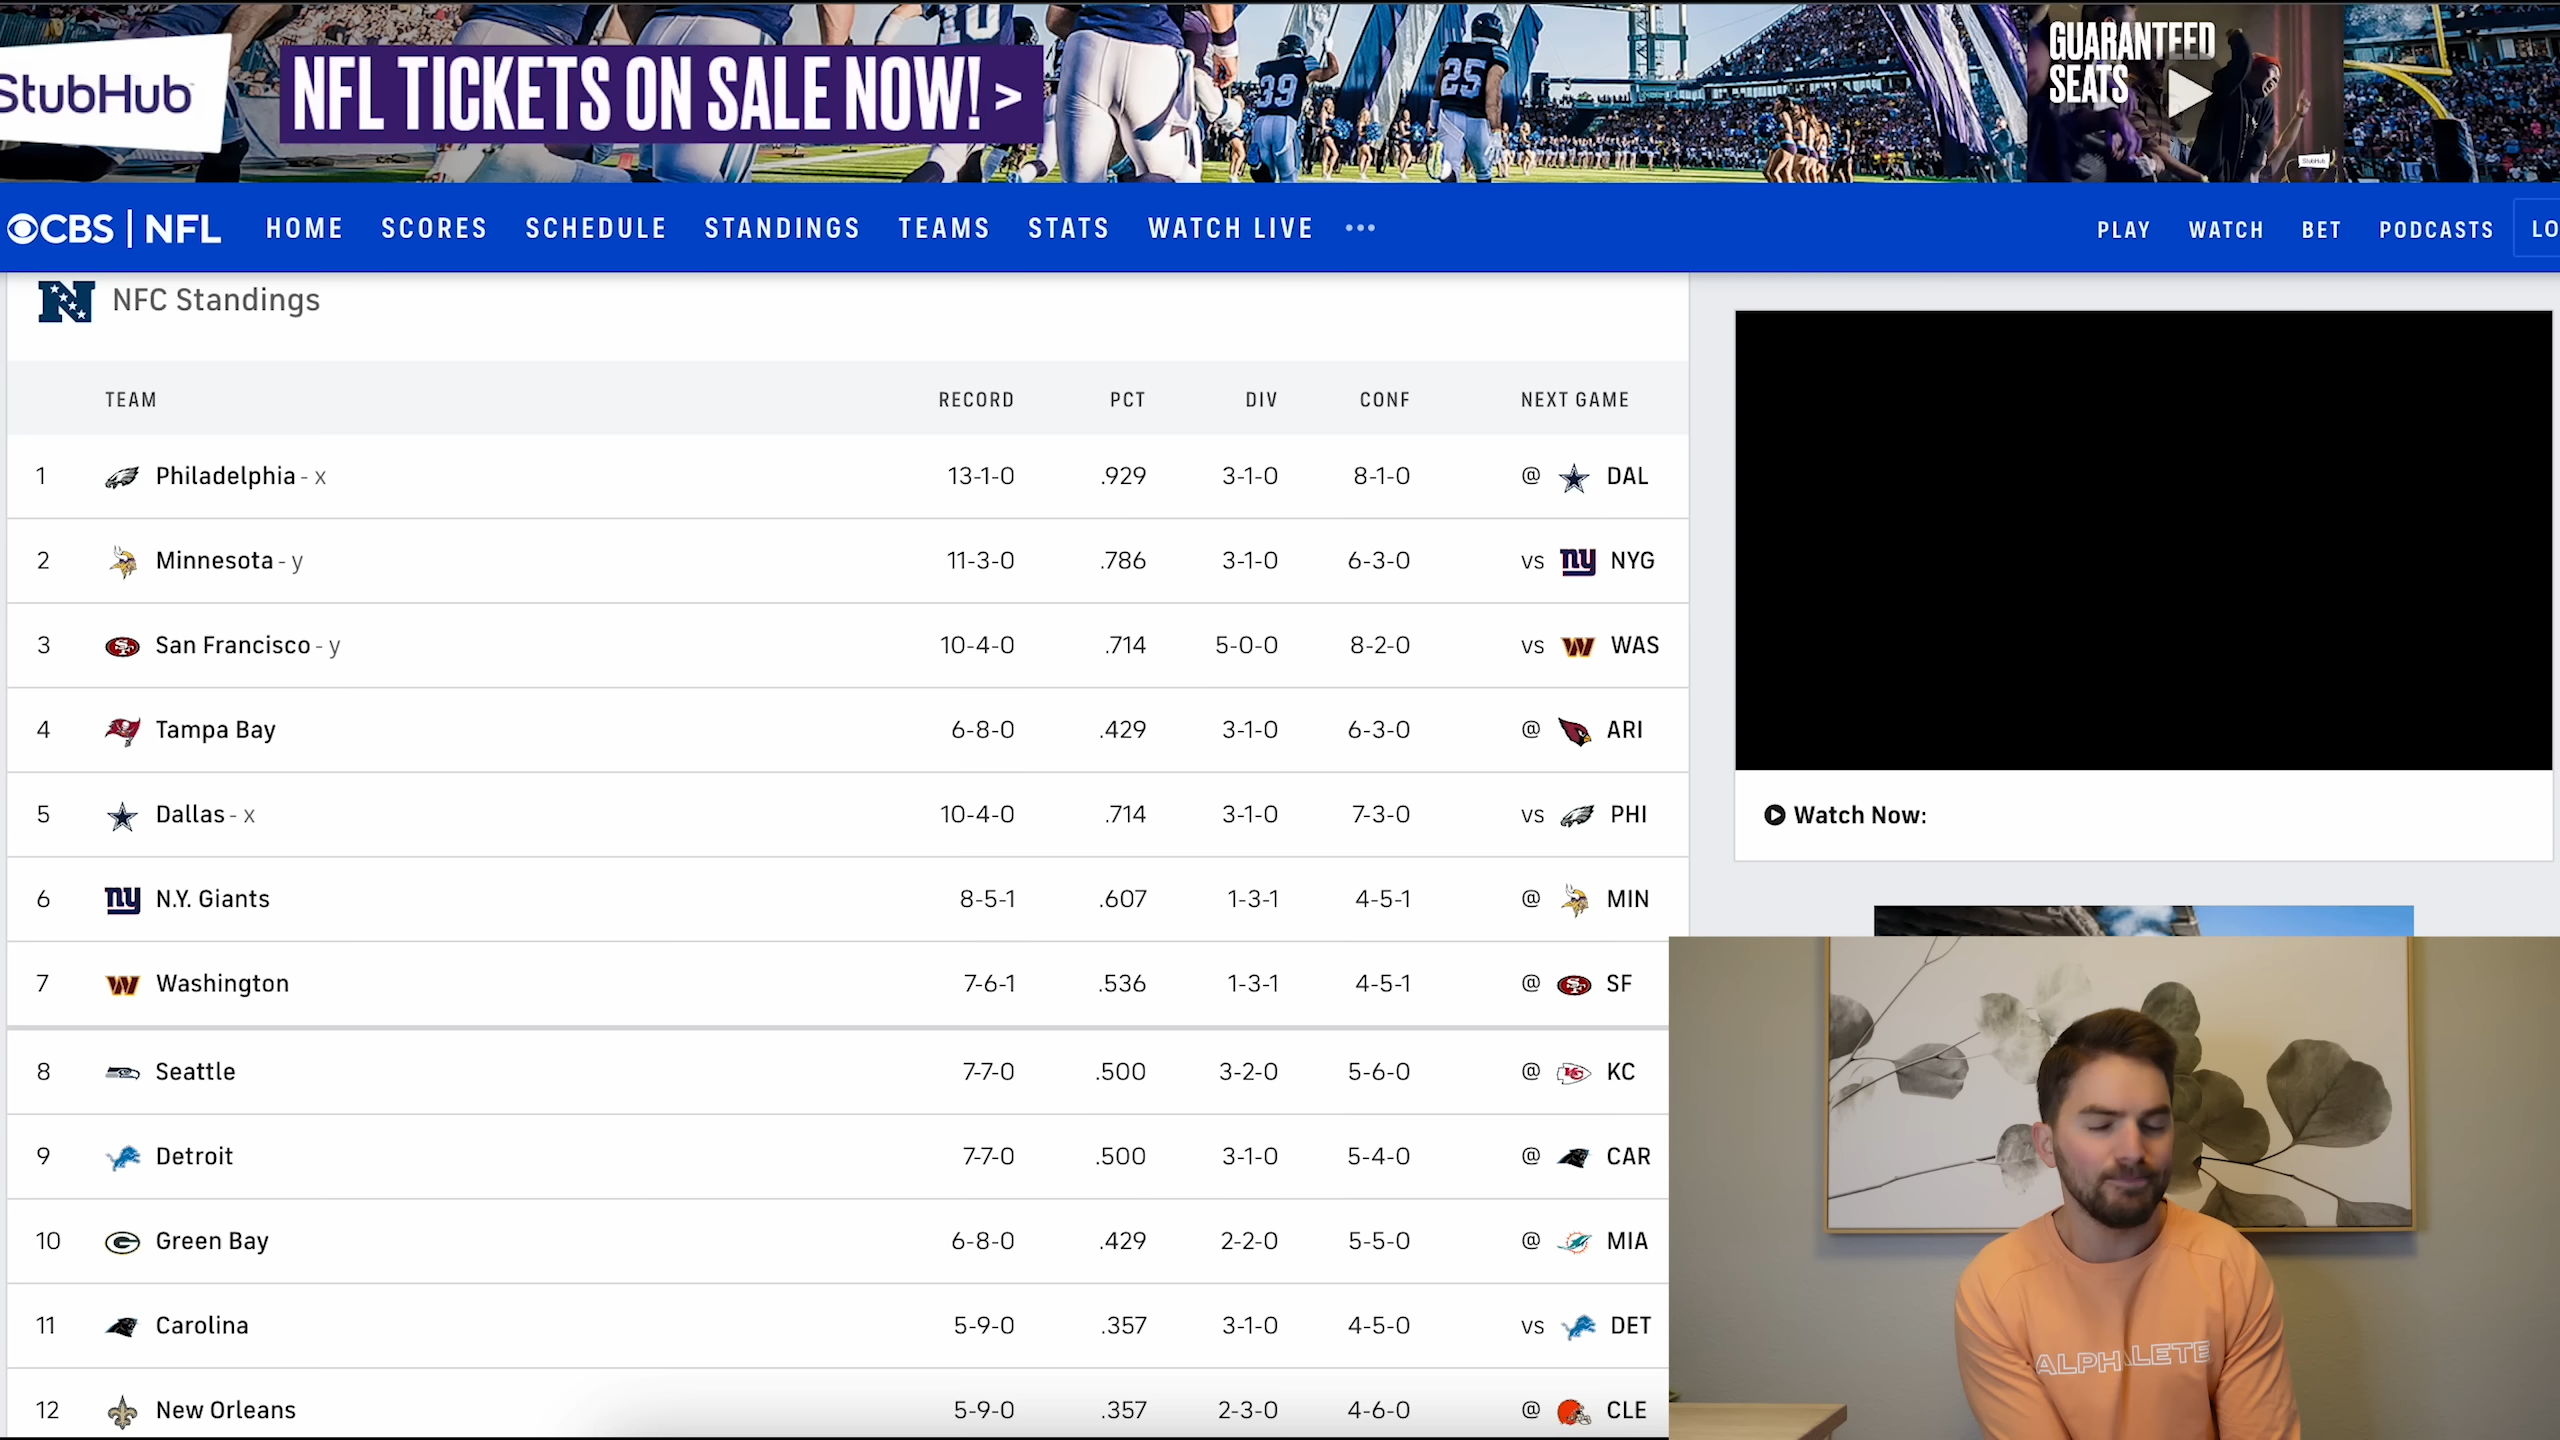 StubHub
NFL TICKETS ON SALE NOW! >
GUARANTEED
SEATS
StubHub
39
25
CBS | NFL HOME SCORES SCHEDULE STANDINGS TEAMS STATS WATCH LIVE ••• PLAY WATCH BET PODCASTS LO
NFC Standings
TEAM RECORD PCT DIV CONF NEXT GAME
1 Philadelphia - x 13-1-0 .929 3-1-0 8-1-0 @ DAL
2 Minnesota - y 11-3-0 .786 3-1-0 6-3-0 vs ny NYG
3 San Francisco - y 10-4-0 .714 5-0-0 8-2-0 vs W WAS
4 Tampa Bay 6-8-0 .429 3-1-0 6-3-0 @ ARI
5 Dallas - x 10-4-0 .714 3-1-0 7-3-0 vs PHI
6 ny N.Y. Giants 8-5-1 .607 1-3-1 4-5-1 @ MIN
7 W Washington 7-6-1 .536 1-3-1 4-5-1 @ SF SF
8 Seattle 7-7-0 .500 3-2-0 5-6-0 @ KC KC
9 Detroit 7-7-0 .500 3-1-0 5-4-0 @ CAR
10 G Green Bay 6-8-0 .429 2-2-0 5-5-0 @ MIA
11 Carolina 5-9-0 .357 3-1-0 4-5-0 vs DET
12 New Orleans 5-9-0 .357 2-3-0 4-6-0 @ CLE
Watch Now:
ALPHALETE